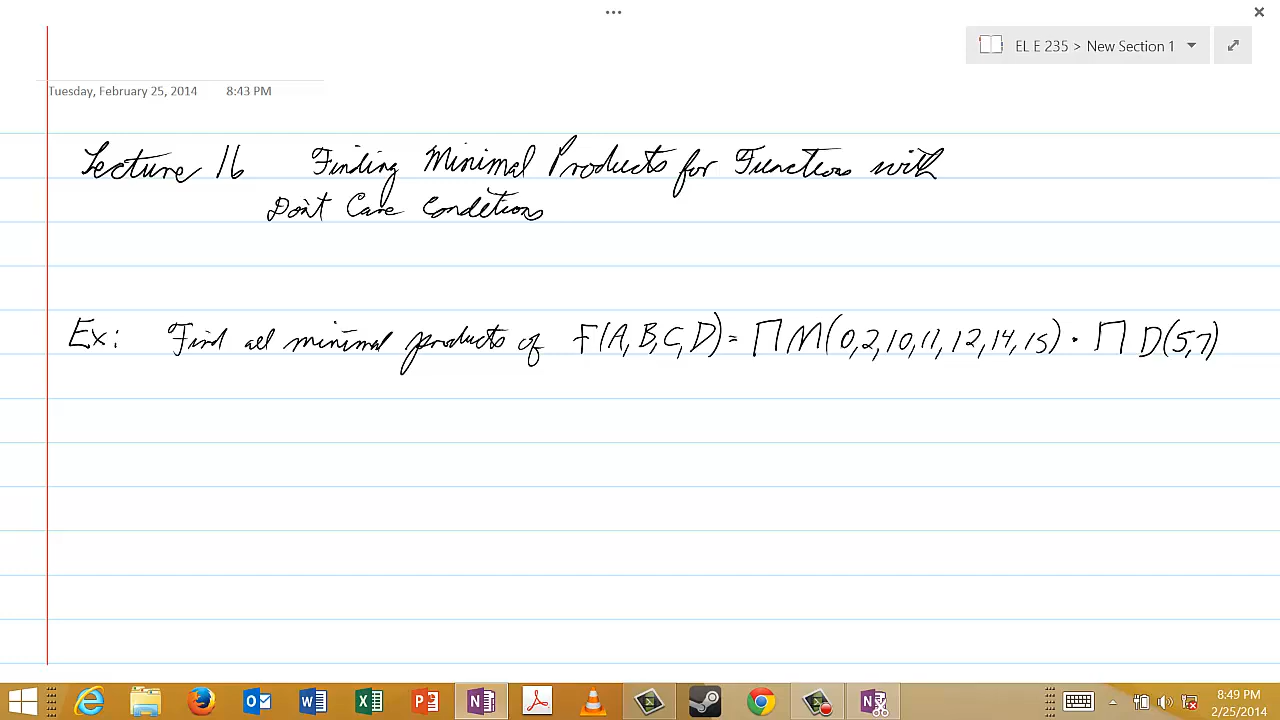 EL E 235 > New Section 1
Tuesday, February 25, 2014 8:43 PM
Lecture 16 Finding Minimal Products for Functions with
Don't Care Conditions
Ex: Find all minimal products of F(A,B,C,D) = ∏ M(0,2,10,11,12,14,15) · ∏ D(5,7)
8:49 PM
2/25/2014